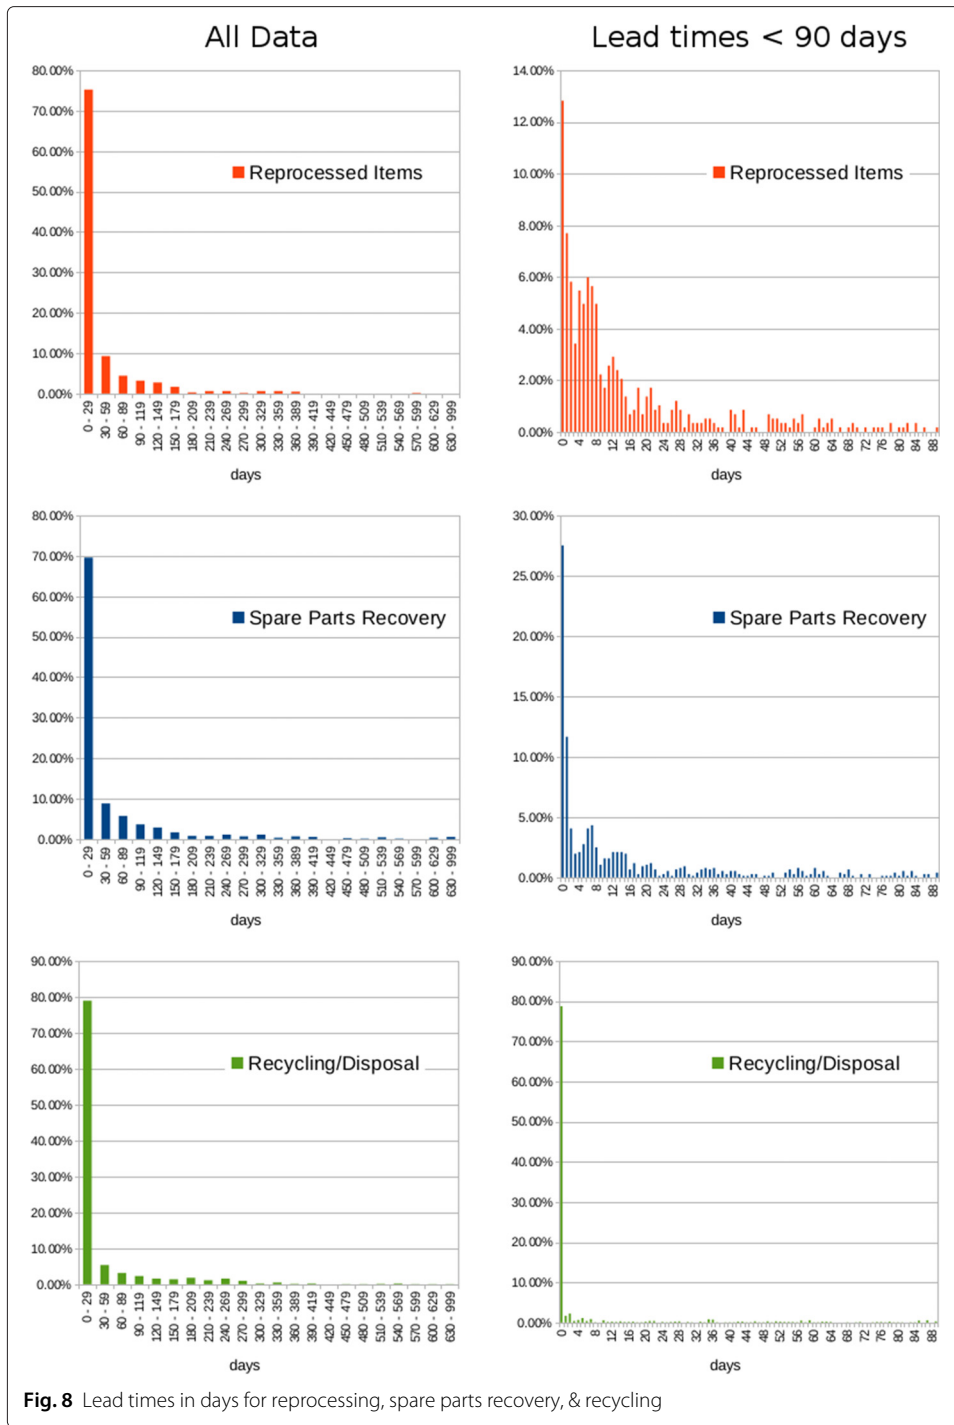 All Data
Lead times < 90 days
80.00%
70.00%
60.00%
50.00%
40.00%
30.00%
20.00%
10.00%
0.00%
Reprocessed Items
0 - 29
30 - 59
60 - 89
90 - 119
120 - 149
150 - 179
180 - 209
210 - 239
240 - 269
270 - 299
300 - 329
330 - 359
360 - 389
390 - 419
420 - 449
450 - 479
480 - 509
510 - 539
540 - 569
570 - 599
600 - 629
630 - 999
days
14.00%
12.00%
10.00%
8.00%
6.00%
4.00%
2.00%
0.00%
Reprocessed Items
0
4
8
12
16
20
24
28
32
36
40
44
48
52
56
60
64
68
72
76
80
84
88
days
80.00%
70.00%
60.00%
50.00%
40.00%
30.00%
20.00%
10.00%
0.00%
Spare Parts Recovery
0 - 29
30 - 59
60 - 89
90 - 119
120 - 149
150 - 179
180 - 209
210 - 239
240 - 269
270 - 299
300 - 329
330 - 359
360 - 389
390 - 419
420 - 449
450 - 479
480 - 509
510 - 539
540 - 569
570 - 599
600 - 629
630 - 999
days
30.00%
25.00%
20.00%
15.00%
10.00%
5.00%
0.00%
Spare Parts Recovery
0
4
8
12
16
20
24
28
32
36
40
44
48
52
56
60
64
68
72
76
80
84
88
days
90.00%
80.00%
70.00%
60.00%
50.00%
40.00%
30.00%
20.00%
10.00%
0.00%
Recycling/Disposal
0 - 29
30 - 59
60 - 89
90 - 119
120 - 149
150 - 179
180 - 209
210 - 239
240 - 269
270 - 299
300 - 329
330 - 359
360 - 389
390 - 419
420 - 449
450 - 479
480 - 509
510 - 539
540 - 569
570 - 599
600 - 629
630 - 999
days
90.00%
80.00%
70.00%
60.00%
50.00%
40.00%
30.00%
20.00%
10.00%
0.00%
Recycling/Disposal
0
4
8
12
16
20
24
28
32
36
40
44
48
52
56
60
64
68
72
76
80
84
88
days
Fig. 8 Lead times in days for reprocessing, spare parts recovery, & recycling